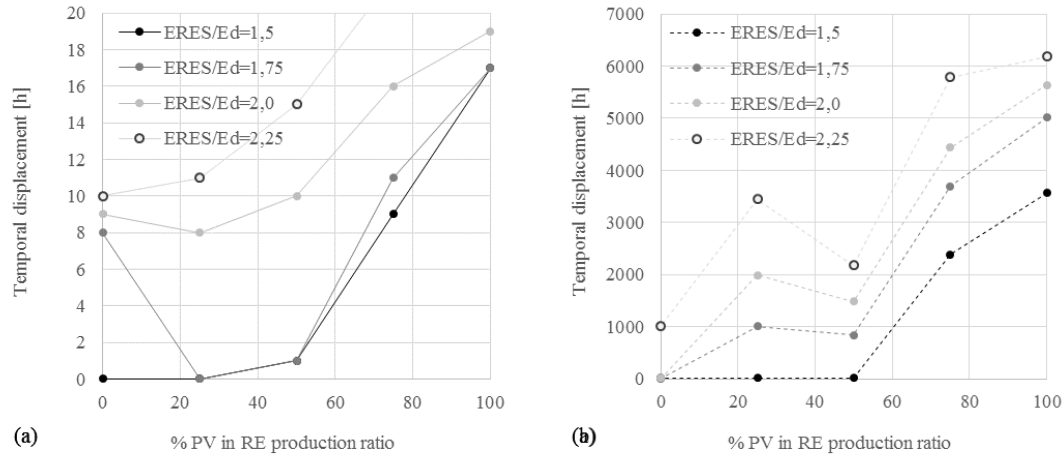 20
18
16
14
12
10
8
6
4
2
0
Temporal displacement [h]
ERES/Ed=1,5
ERES/Ed=1,75
ERES/Ed=2,0
ERES/Ed=2,25
0 20 40 60 80 100
(a)
% PV in RE production ratio
7000
6000
5000
4000
3000
2000
1000
0
Temporal displacement [h]
ERES/Ed=1,5
ERES/Ed=1,75
ERES/Ed=2,0
ERES/Ed=2,25
0 20 40 60 80 100
% PV in RE production ratio